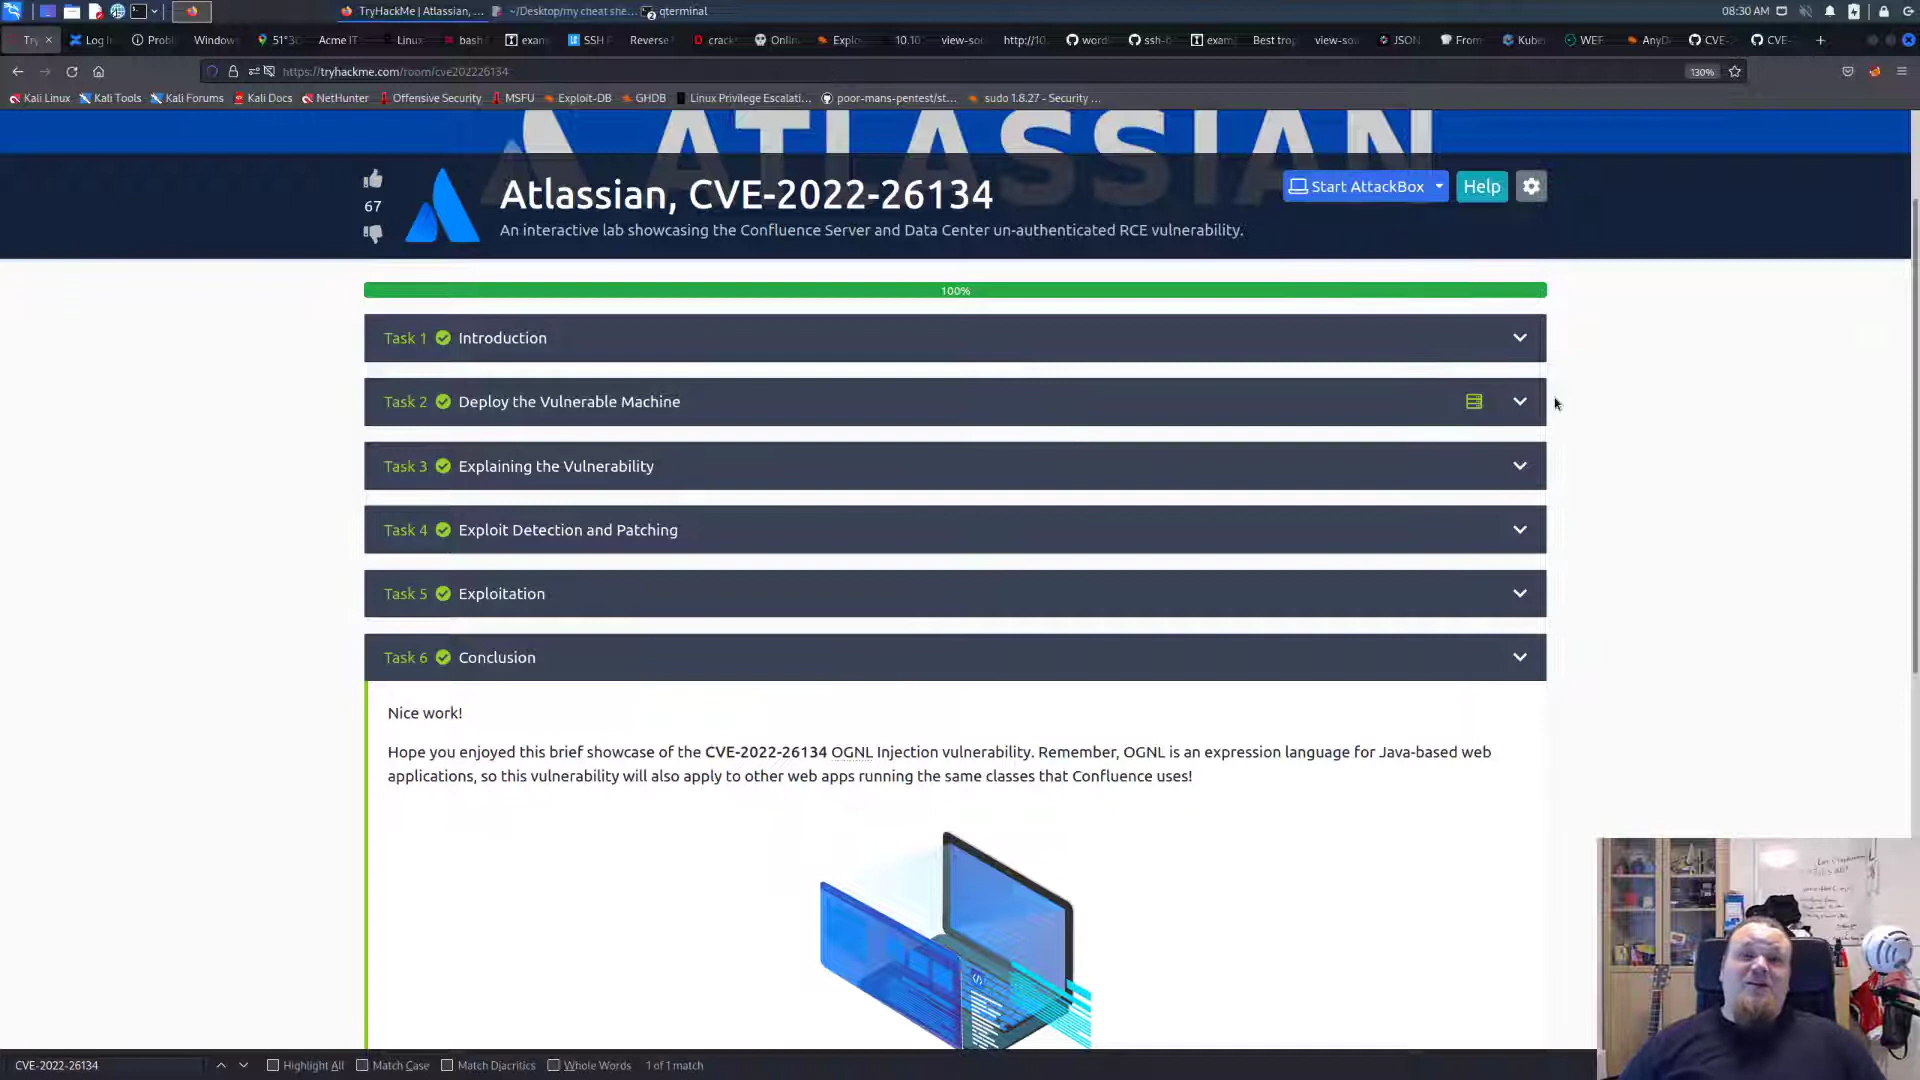 TryHackMe | Atlassian, ...
~/Desktop/my cheat she...
qterminal
08:30 AM
Try
Log I
Probl
Window
51°3
Acme IT
Linux
bash
exam
SSH F
Reverse
crack
Onlin
Explo
10.10
view-so
http://10
word
ssh-6
exam
Best tro
view-sou
JSON
From
Kube
WEF
AnyD
CVE-
CVE-
https://tryhackme.com/room/cve202226134
130%
Kali Linux
Kali Tools
Kali Forums
Kali Docs
NetHunter
Offensive Security
MSFU
Exploit-DB
GHDB
Linux Privilege Escalati...
poor-mans-pentest/st...
sudo 1.8.27 - Security ...
ATLASSIAN
67
Atlassian, CVE-2022-26134
An interactive lab showcasing the Confluence Server and Data Center un-authenticated RCE vulnerability.
Start AttackBox
Help
100%
Task 1 Introduction
Task 2 Deploy the Vulnerable Machine
Task 3 Explaining the Vulnerability
Task 4 Exploit Detection and Patching
Task 5 Exploitation
Task 6 Conclusion
Nice work!
Hope you enjoyed this brief showcase of the CVE-2022-26134 OGNL Injection vulnerability. Remember, OGNL is an expression language for Java-based web
applications, so this vulnerability will also apply to other web apps running the same classes that Confluence uses!
CVE-2022-26134
Highlight All
Match Case
Match Diacritics
Whole Words
1 of 1 match